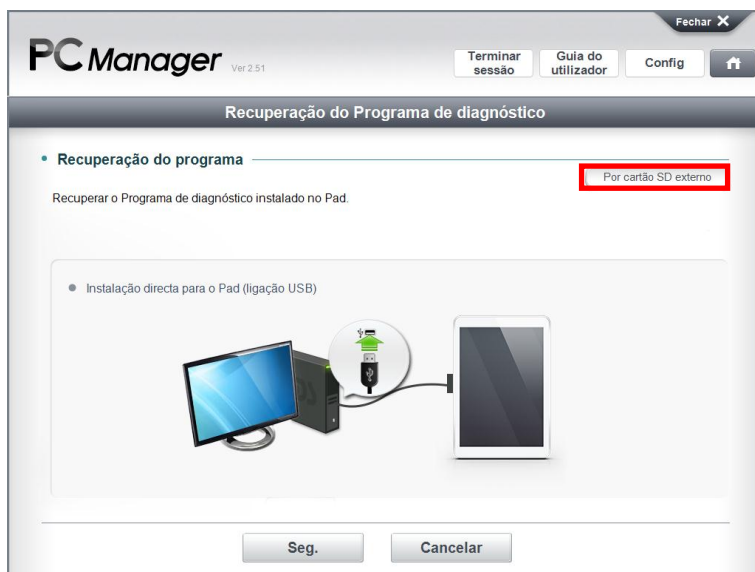 Fechar X
PC Manager Ver 2.51
Terminar sessão
Guia do utilizador
Config
Recuperação do Programa de diagnóstico
Recuperação do programa
Por cartão SD externo
Recuperar o Programa de diagnóstico instalado no Pad.
Instalação directa para o Pad (ligação USB)
Seg.
Cancelar